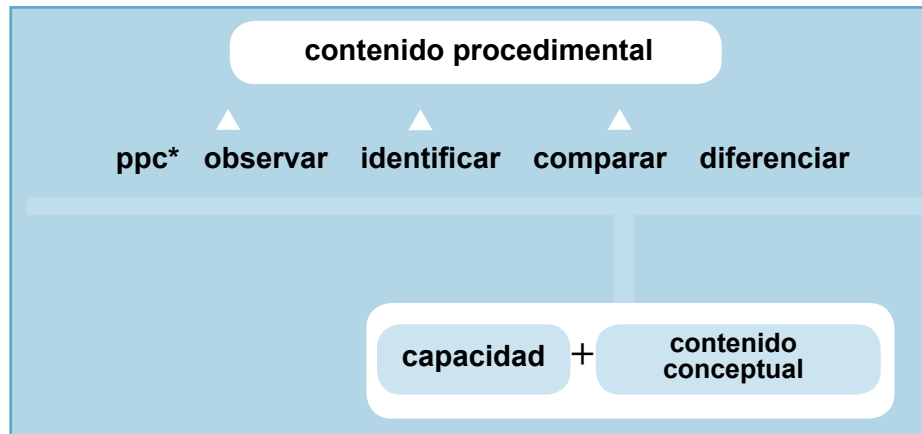 contenido procedimental
ppc* observar identificar comparar diferenciar
capacidad + contenido
conceptual